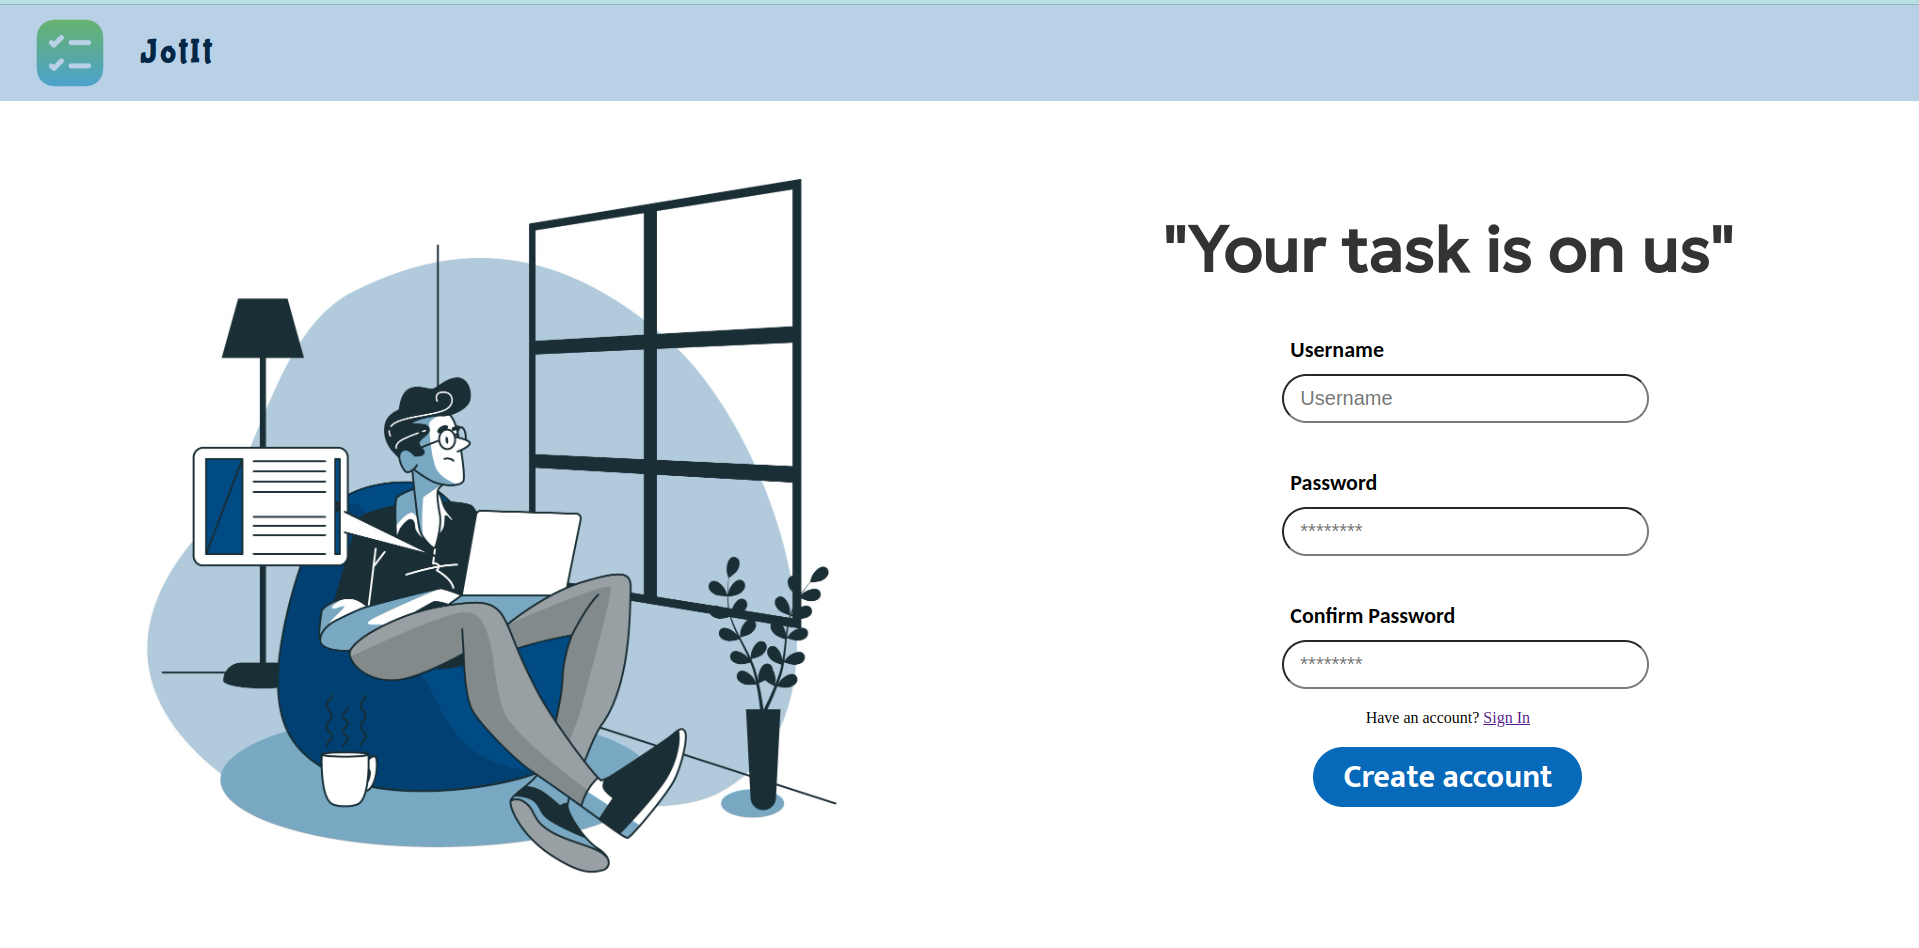 JotIt
"Your task is on us"
Username
Username
Password
********
Confirm Password
********
Have an account? Sign In
Create account